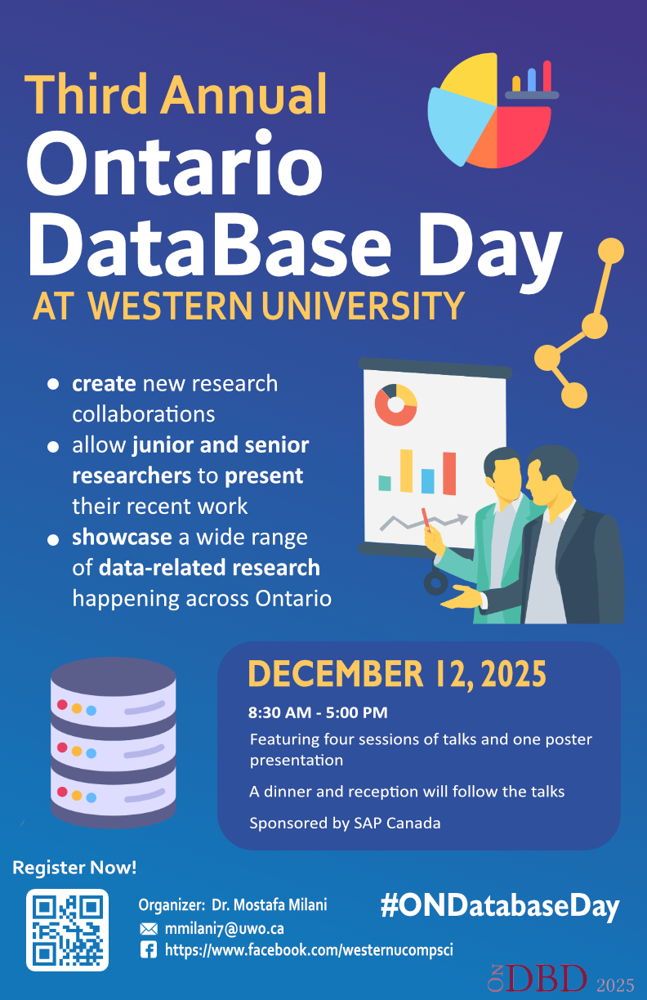 Third Annual
Ontario
DataBase Day
AT WESTERN UNIVERSITY
create new research
collaborations
allow junior and senior
researchers to present
their recent work
showcase a wide range
of data-related research
happening across Ontario
DECEMBER 12, 2025
8:30 AM - 5:00 PM
Featuring four sessions of talks and one poster
presentation
A dinner and reception will follow the talks
Sponsored by SAP Canada
Register Now!
Organizer: Dr. Mostafa Milani
mmilani7@uwo.ca
https://www.facebook.com/westernucompsci
#ONDatabaseDay
ON DBD 2025